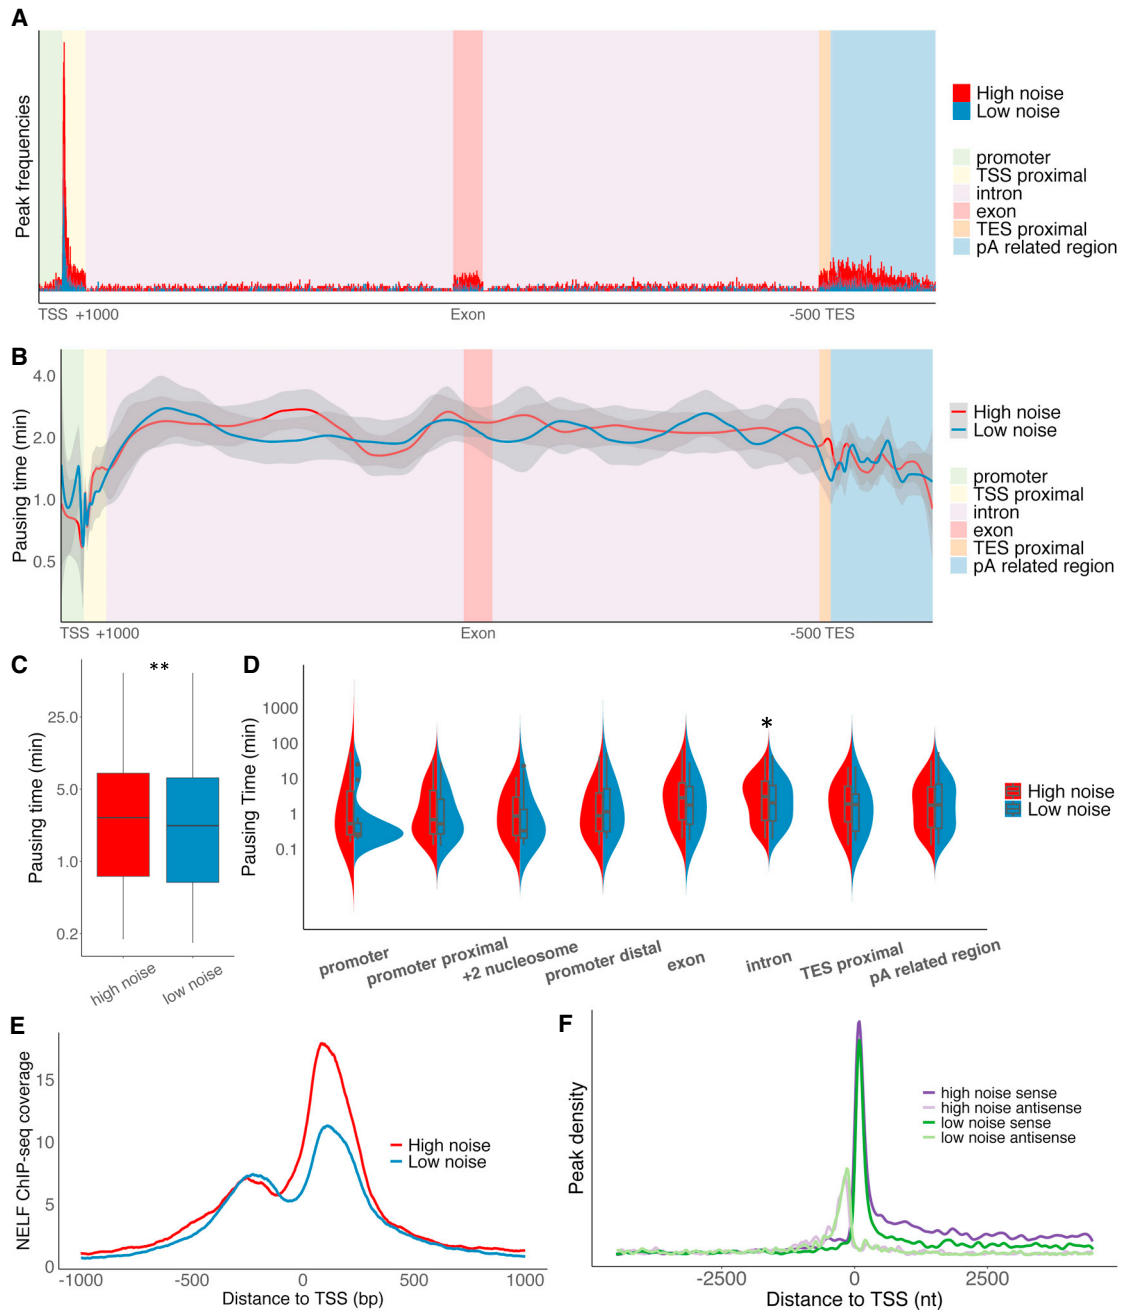 A
Peak frequencies
High noise
Low noise
promoter
TSS proximal
intron
exon
TES proximal
pA related region
TSS +1000 Exon -500 TES
B
Pausing time (min)
4.0
2.0
1.0
0.5
High noise
Low noise
promoter
TSS proximal
intron
exon
TES proximal
pA related region
TSS +1000 Exon -500 TES
C
**
Pausing time (min)
25.0
5.0
1.0
0.2
high noise
low noise
D
*
Pausing Time (min)
1000
100
10
1
0.1
High noise
Low noise
promoter
promoter proximal
+2 nucleosome
promoter distal
exon
intron
TES proximal
pA related region
E
NELF ChIP-seq coverage
15
10
5
0
High noise
Low noise
-1000 -500 0 500 1000
Distance to TSS (bp)
F
Peak density
high noise sense
high noise antisense
low noise sense
low noise antisense
-2500 0 2500
Distance to TSS (nt)